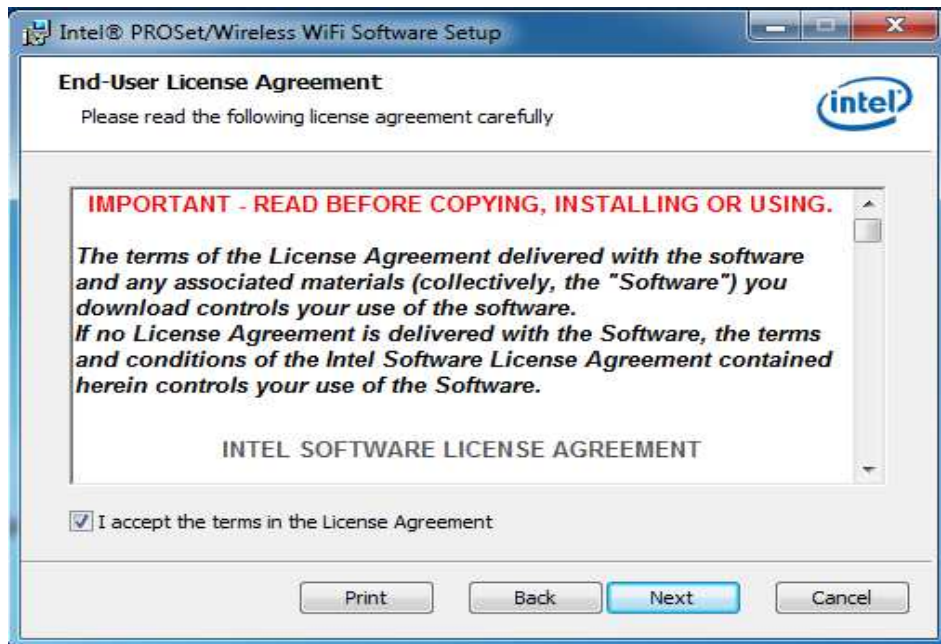 Intel® PROSet/Wireless WiFi Software Setup
End-User License Agreement
Please read the following license agreement carefully
intel
IMPORTANT - READ BEFORE COPYING, INSTALLING OR USING.
The terms of the License Agreement delivered with the software
and any associated materials (collectively, the "Software") you
download controls your use of the software.
If no License Agreement is delivered with the Software, the terms
and conditions of the Intel Software License Agreement contained
herein controls your use of the Software.
INTEL SOFTWARE LICENSE AGREEMENT
I accept the terms in the License Agreement
Print Back Next Cancel